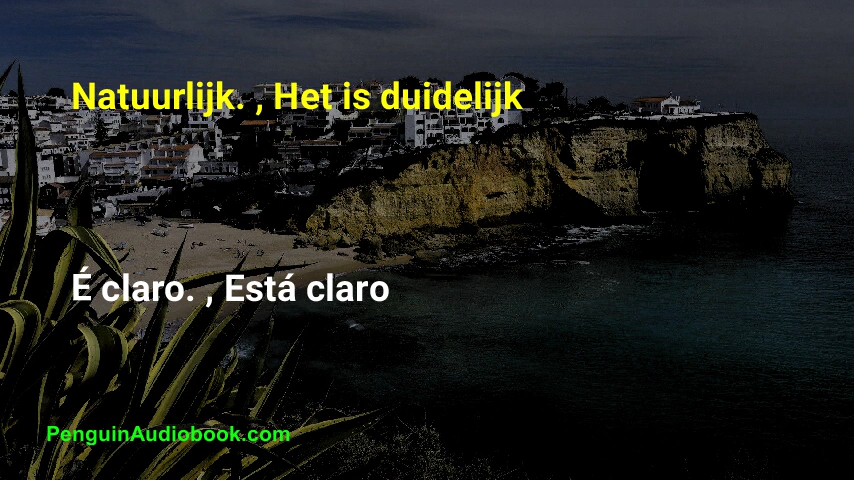 Natuurlijk. , Het is duidelijk
É claro. , Está claro
PenguinAudiobook.com